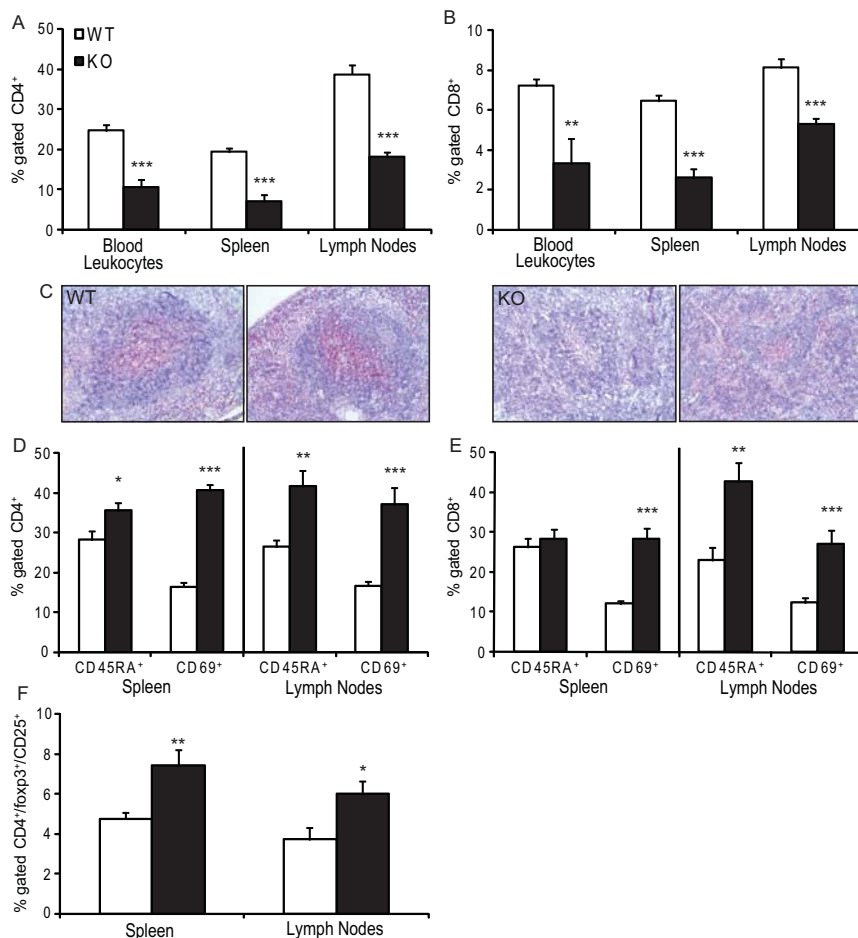 A
50
40
30
20
10
0
% gated CD4⁺
WT
KO
***
***
***
Blood
Leukocytes
Spleen
Lymph Nodes
B
10
8
6
4
2
0
% gated CD8⁺
**
***
***
Blood
Leukocytes
Spleen
Lymph Nodes
C
WT
KO
D
50
40
30
20
10
0
% gated CD4⁺
*
***
**
***
CD45RA⁺
CD69⁺
CD45RA⁺
CD69⁺
Spleen
Lymph Nodes
E
50
40
30
20
10
0
% gated CD8⁺
***
**
***
CD45RA⁺
CD69⁺
CD45RA⁺
CD69⁺
Spleen
Lymph Nodes
F
10
8
6
4
2
0
% gated CD4⁺/foxp3⁺/CD25⁺
**
*
Spleen
Lymph Nodes